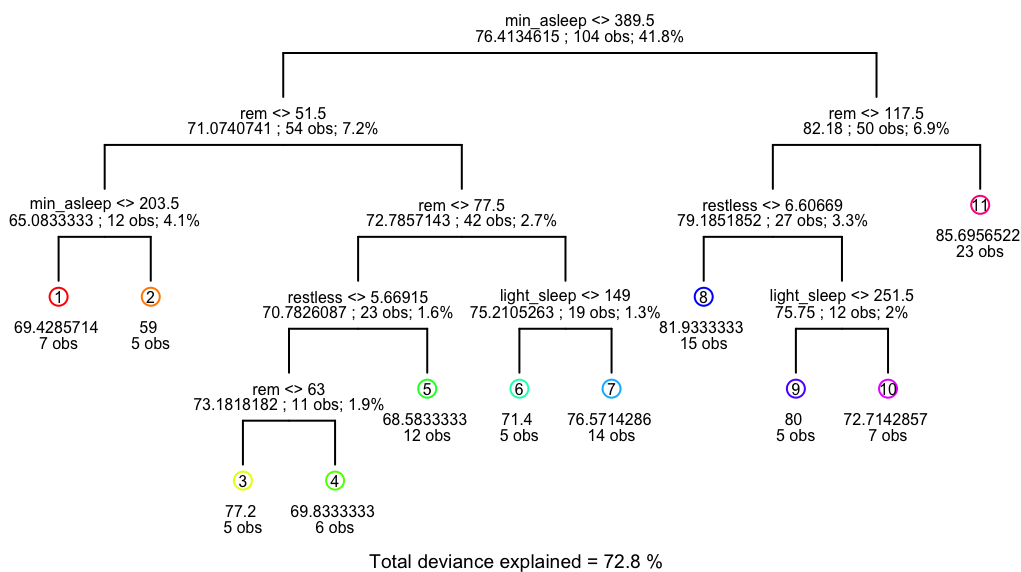 min_asleep <> 389.5
76.4134615 ; 104 obs; 41.8%
rem <> 51.5
71.0740741 ; 54 obs; 7.2%
rem <> 117.5
82.18 ; 50 obs; 6.9%
min_asleep <> 203.5
65.0833333 ; 12 obs; 4.1%
rem <> 77.5
72.7857143 ; 42 obs; 2.7%
restless <> 6.60669
79.1851852 ; 27 obs; 3.3%
11
85.6956522
23 obs
1
69.4285714
7 obs
2
59
5 obs
restless <> 5.66915
70.7826087 ; 23 obs; 1.6%
light_sleep <> 149
75.2105263 ; 19 obs; 1.3%
8
81.9333333
15 obs
light_sleep <> 251.5
75.75 ; 12 obs; 2%
rem <> 63
73.1818182 ; 11 obs; 1.9%
5
68.5833333
12 obs
6
71.4
5 obs
7
76.5714286
14 obs
9
80
5 obs
10
72.7142857
7 obs
3
77.2
5 obs
4
69.8333333
6 obs
Total deviance explained = 72.8 %